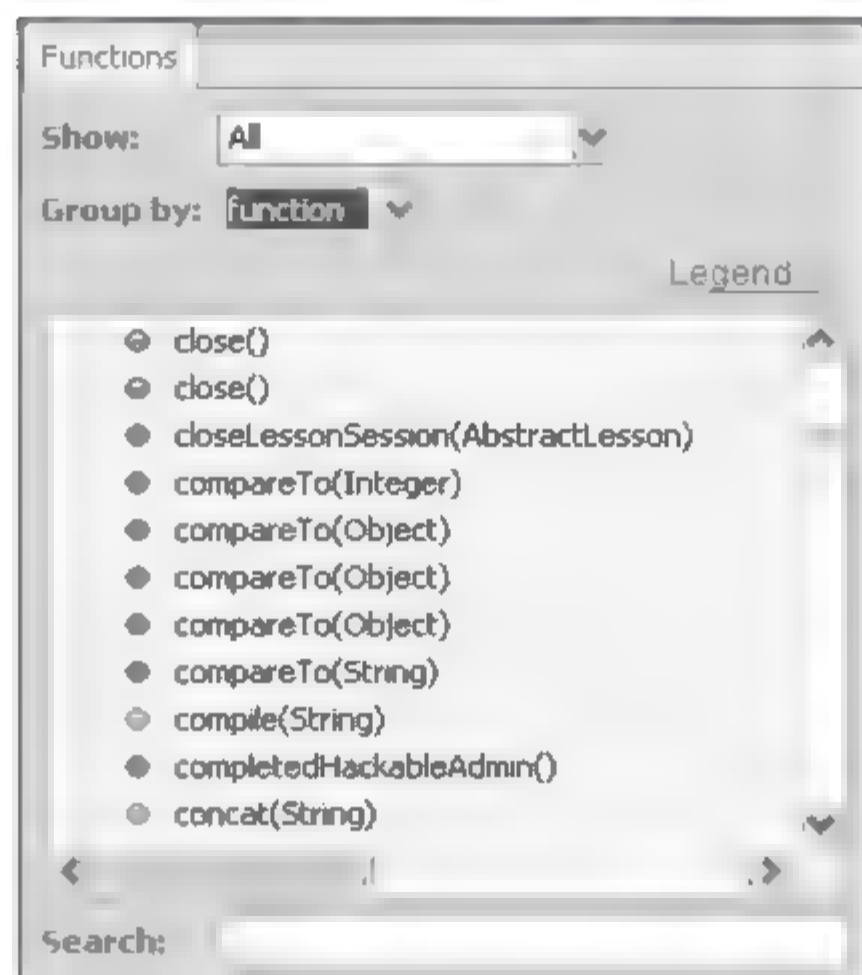 Functions
Show: All
Group by: function
Legend
close()
close()
closeLessonSession(AbstractLesson)
compareTo(Integer)
compareTo(Object)
compareTo(Object)
compareTo(Object)
compareTo(String)
compile(String)
completedHackableAdmin()
concat(String)
Search: